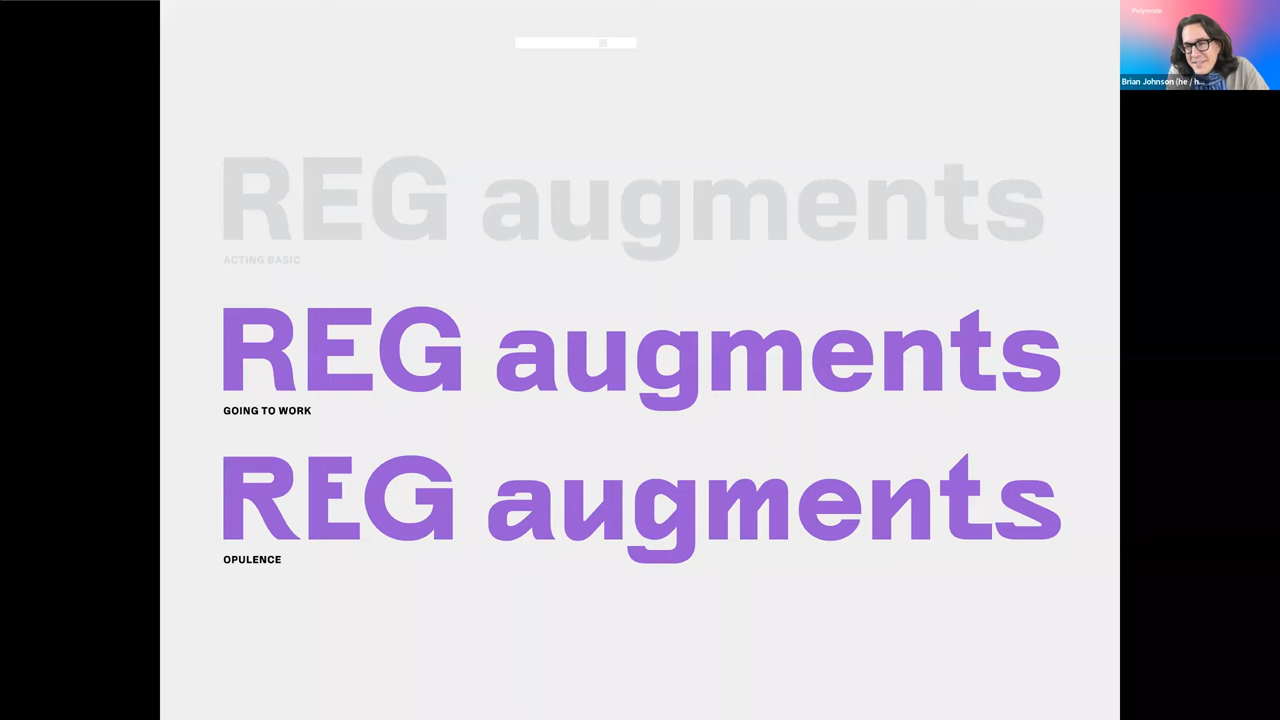 Polymode
Brian Johnson (he / h...
REG augments
ACTING BASIC
REG augments
GOING TO WORK
REG augments
OPULENCE